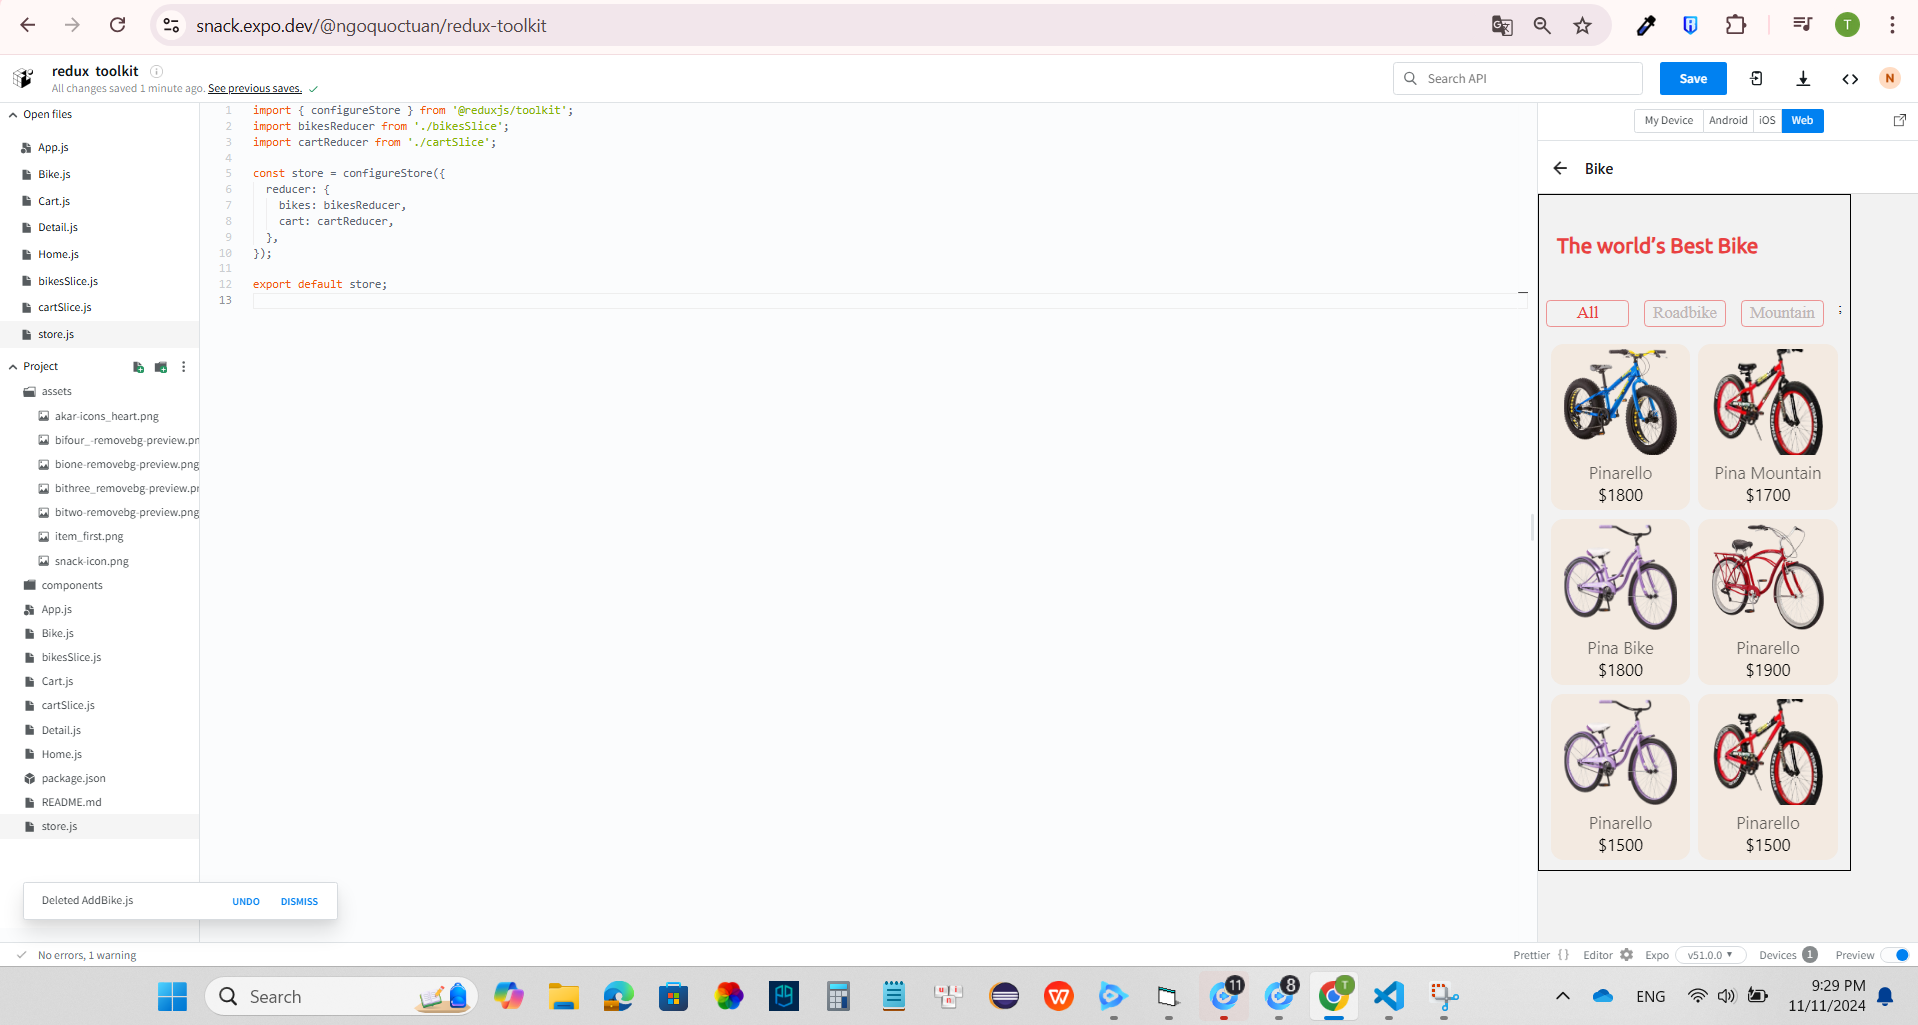 snack.expo.dev/@ngoquoctuan/redux-toolkit
T
redux toolkit
All changes saved 1 minute ago. See previous saves.
Search API
Save
N
Open files
App.js
Bike.js
Cart.js
Detail.js
Home.js
bikesSlice.js
cartSlice.js
store.js
Project
assets
akar-icons_heart.png
bifour_-removebg-preview.pn
bione-removebg-preview.png
bithree_removebg-preview.pr
bitwo-removebg-preview.png
item_first.png
snack-icon.png
components
App.js
Bike.js
bikesSlice.js
Cart.js
cartSlice.js
Detail.js
Home.js
package.json
README.md
store.js
Deleted AddBike.js
UNDO
DISMISS
1 import { configureStore } from '@reduxjs/toolkit';
2 import bikesReducer from './bikesSlice';
3 import cartReducer from './cartSlice';
4
5 const store = configureStore({
6 reducer: {
7 bikes: bikesReducer,
8 cart: cartReducer,
9 },
10 });
11
12 export default store;
13
My Device
Android
iOS
Web
Bike
The world's Best Bike
All
Roadbike
Mountain
Pinarello
$1800
Pina Mountain
$1700
Pina Bike
$1800
Pinarello
$1900
Pinarello
$1500
Pinarello
$1500
No errors, 1 warning
Prettier { }
Editor
Expo
v51.0.0
Devices 1
Preview
Search
11
8
T
ENG
9:29 PM
11/11/2024